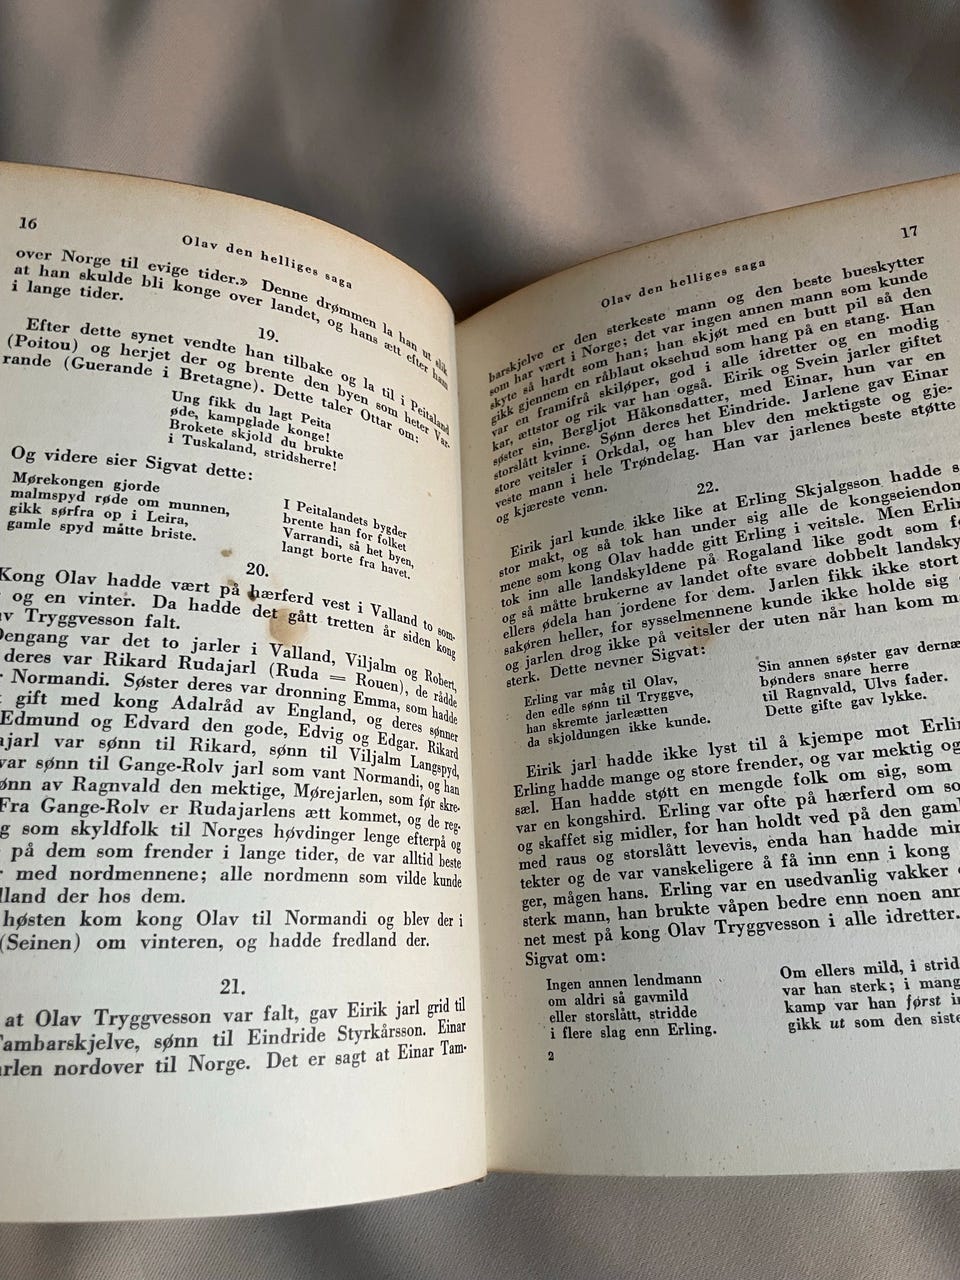 16
Olav den helliges saga
over Norge til evige tider.» Denne drømmen la han ut slik
at han skulde bli konge over landet, og hans ætt efter ham
i lange tider.
19.
Efter dette synet vendte han tilbake og la til i Peitaland
(Poitou) og herjet der og brente den byen som heter Var-
rande (Guerande i Bretagne). Dette taler Ottar om:
Ung fikk du lagt Peita
øde, kampglade konge!
Brokete skjold du brukte
i Tuskaland, stridsherre!
Og videre sier Sigvat dette:
Mørekongen gjorde
malmspyd røde om munnen,
gikk sørfra op i Leira,
gamle spyd måtte briste.
I Peitalandets bygder
brente han for folket
Varrandi, så het byen,
langt borte fra havet.
20.
Kong Olav hadde vært på hærferd vest i Valland to som-
og en vinter. Da hadde det gått tretten år siden kong
Tryggvesson falt.
Dengang var det to jarler i Valland, Viljalm og Robert,
deres var Rikard Rudajarl (Ruda = Rouen), de rådde
Normandi. Søster deres var dronning Emma, som hadde
gift med kong Adalråd av England, og deres sønner
Edmund og Edvard den gode, Edvig og Edgar. Rikard
var sønn til Rikard, sønn til Viljalm Langspyd,
var sønn til Gange-Rolv jarl som vant Normandi, og han
av Ragnvald den mektige, Mørejarlen, som før skre-
Fra Gange-Rolv er Rudajarlens ætt kommet, og de reg-
som skyldfolk til Norges høvdinger lenge efterpå og
på dem som frender i lange tider, de var alltid beste
med nordmennene; alle nordmenn som vilde kunde
der hos dem.
høsten kom kong Olav til Normandi og blev der i
(Seinen) om vinteren, og hadde fredland der.
21.
at Olav Tryggvesson var falt, gav Eirik jarl grid til
Tambarskjelve, sønn til Eindride Styrkårsson. Einar
nordover til Norge. Det er sagt at Einar Tam-
17
Olav den helliges saga
barskjelve er den sterkeste mann og den beste bueskytter
som har vært i Norge; det var ingen annen mann som kunde
skyte så hardt som han; han skjøt med en butt pil så den
gikk gjennem en råblaut oksehud som hang på en stang. Han
var en framifrå skiløper, god i alle idretter og en modig
kar, ættstor og rik var han også. Eirik og Svein jarler giftet
søster sin, Bergljot Håkonsdatter, med Einar, hun var en
storslått kvinne. Sønn deres het Eindride. Jarlene gav Einar
store veitsler i Orkdal, og han blev den mektigste og gje-
veste mann i hele Trøndelag. Han var jarlenes beste støtte
og kjæreste venn.
22.
Eirik jarl kunde ikke like at Erling Skjalgsson hadde
stor makt, og så tok han under sig alle de kongseiendom
mene som kong Olav hadde gitt Erling i veitsle. Men
tok inn alle landskyldene på Rogaland like godt som
og så måtte brukerne av landet ofte svare dobbelt
ellers ødela han jordene for dem. Jarlen fikk ikke stort
sakøren heller, for sysselmennene kunde ikke holde sig
og jarlen drog ikke på veitsler der uten når han kom
sterk. Dette nevner Sigvat:
Erling var måg til Olav,
den edle sønn til Tryggve,
han skremte jarleætten
da skjoldungen ikke kunde.
Sin annen søster gav
bønders snare herre
til Ragnvald, Ulvs fader.
Dette gifte gav lykke.
Eirik jarl hadde ikke lyst til å kjempe mot
Erling hadde mange og store frender, og var mektig og
sæl. Han hadde støtt en mengde folk om sig, som
var en kongshird. Erling var ofte på hærferd om
og skaffet sig midler, for han holdt ved på den
med raus og storslått levevis, enda han hadde
tekter og de var vanskeligere å få inn enn i kong
ger, mågen hans. Erling var en usedvanlig vakker
sterk mann, han brukte våpen bedre enn noen
net mest på kong Olav Tryggvesson i alle idretter.
Sigvat om:
Ingen annen lendmann
om aldri så gavmild
eller storslått, stridde
i flere slag enn Erling.
Om ellers mild, i strid
var han sterk; i
kamp var han først
gikk ut som den siste
2